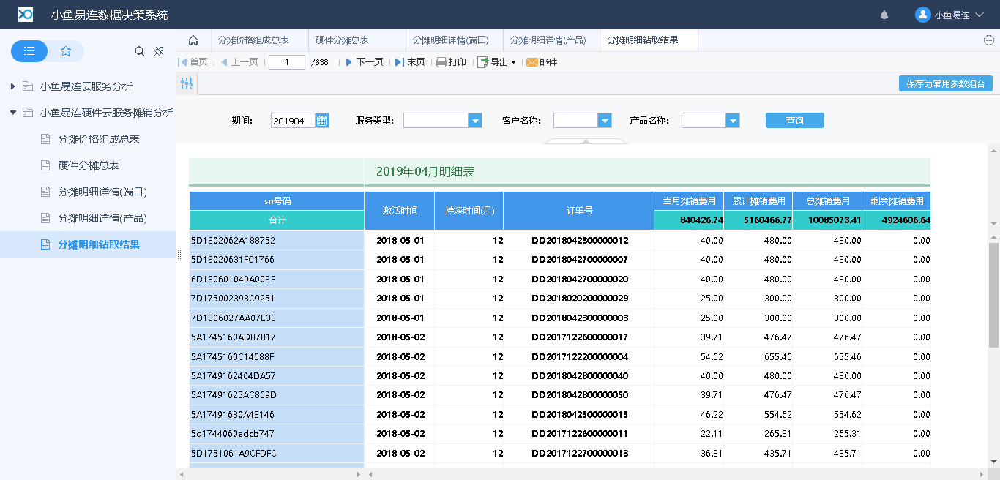 小鱼易连数据决策系统
小鱼易连
分摊价格组成总表 硬件分摊总表 分摊明细详情(端口) 分摊明细详情(产品) 分摊明细钻取结果
首页 上一页 1 /638 下一页 末页 打印 导出 邮件
保存为常用参数组合
小鱼易连云服务分析
小鱼易连硬件云服务摊销分析
分摊价格组成总表
硬件分摊总表
分摊明细详情(端口)
分摊明细详情(产品)
分摊明细钻取结果
期间: 201904 服务类型: 客户名称: 产品名称: 查询
2019年04月明细表
sn号码 激活时间 持续时间(月) 订单号 当月摊销费用 累计摊销费用 总摊销费用 剩余摊销费用
合计 840426.74 5160466.77 10085073.41 4924606.64
5D1802062A188752 2018-05-01 12 DD2018042300000012 40.00 480.00 480.00 0.00
5D18020631FC1766 2018-05-01 12 DD2018042700000007 40.00 480.00 480.00 0.00
6D180601049A00BE 2018-05-01 12 DD2018042700000020 40.00 480.00 480.00 0.00
7D175002393C9251 2018-05-01 12 DD2018020200000029 25.00 300.00 300.00 0.00
7D1806027AA07E33 2018-05-01 12 DD2018042300000003 25.00 300.00 300.00 0.00
5A1745160AD87817 2018-05-02 12 DD2017122600000017 39.71 476.47 476.47 0.00
5A1745160C14688F 2018-05-02 12 DD2017122200000004 54.62 655.46 655.46 0.00
5A1749162404DA57 2018-05-02 12 DD2018042800000040 40.00 480.00 480.00 0.00
5A17491625AC869D 2018-05-02 12 DD2018042800000050 39.71 476.47 476.47 0.00
5A17491630A4E146 2018-05-02 12 DD2018042500000015 46.22 554.62 554.62 0.00
5d1744060edcb747 2018-05-02 12 DD2017122600000011 22.11 265.31 265.31 0.00
5D1751061A9CFDFC 2018-05-02 12 DD2017122700000013 36.31 435.71 435.71 0.00